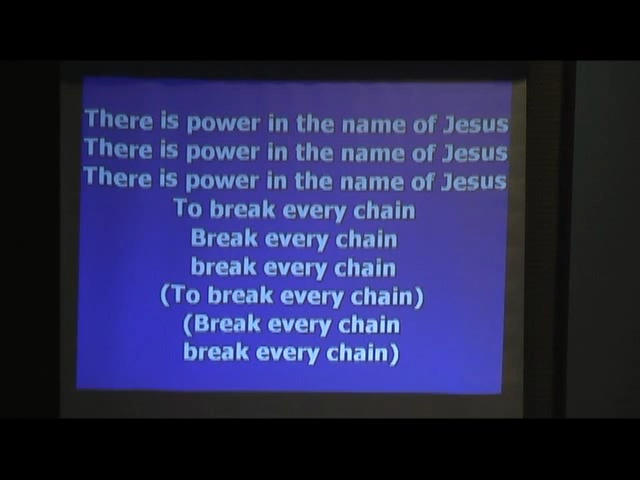 There is power in the name of Jesus
There is power in the name of Jesus
There is power in the name of Jesus
To break every chain
Break every chain
break every chain
(To break every chain)
(Break every chain
break every chain)